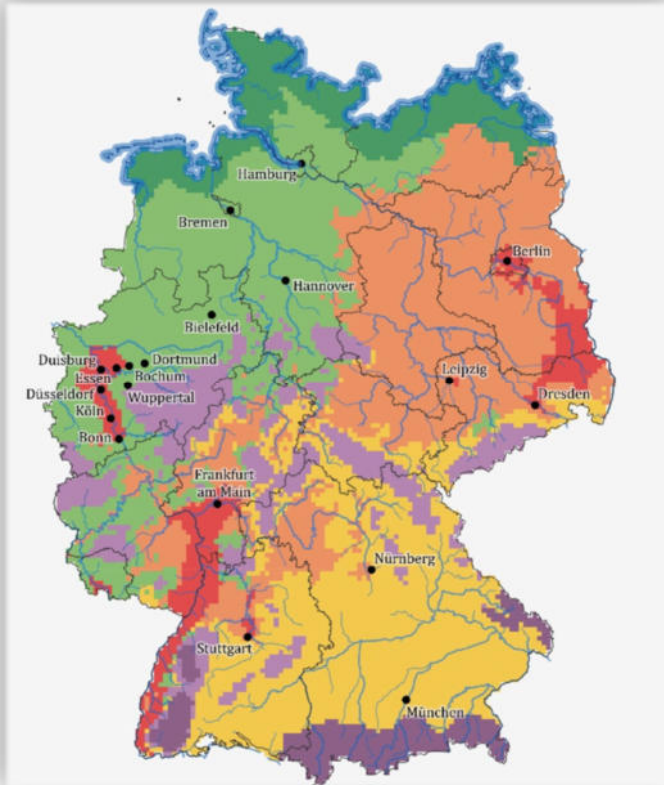 Hamburg
Bremen
Berlin
Hannover
Bielefeld
Duisburg
Dortmund
Essen
Bochum
Düsseldorf
Wuppertal
Köln
Bonn
Leipzig
Dresden
Frankfurt
am Main
Nürnberg
Stuttgart
München